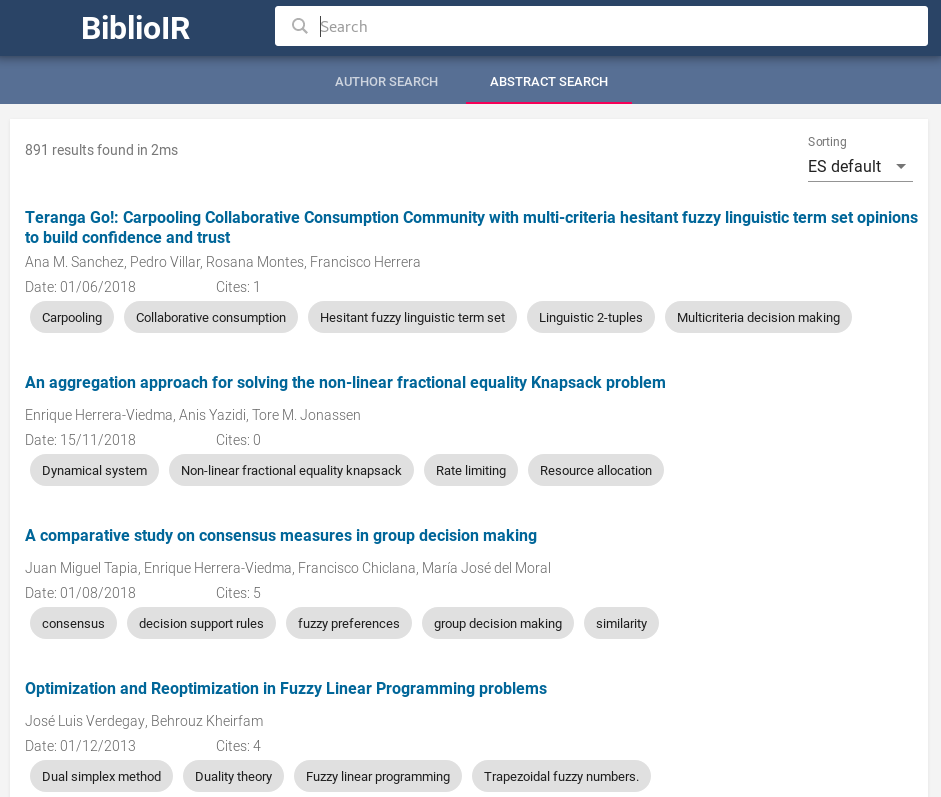 BiblioIR
Search
AUTHOR SEARCH ABSTRACT SEARCH
891 results found in 2ms
Sorting
ES default
Teranga Go!: Carpooling Collaborative Consumption Community with multi-criteria hesitant fuzzy linguistic term set opinions
to build confidence and trust
Ana M. Sanchez, Pedro Villar, Rosana Montes, Francisco Herrera
Date: 01/06/2018 Cites: 1
Carpooling Collaborative consumption Hesitant fuzzy linguistic term set Linguistic 2-tuples Multicriteria decision making
An aggregation approach for solving the non-linear fractional equality Knapsack problem
Enrique Herrera-Viedma, Anis Yazidi, Tore M. Jonassen
Date: 15/11/2018 Cites: 0
Dynamical system Non-linear fractional equality knapsack Rate limiting Resource allocation
A comparative study on consensus measures in group decision making
Juan Miguel Tapia, Enrique Herrera-Viedma, Francisco Chiclana, María José del Moral
Date: 01/08/2018 Cites: 5
consensus decision support rules fuzzy preferences group decision making similarity
Optimization and Reoptimization in Fuzzy Linear Programming problems
José Luis Verdegay, Behrouz Kheirfam
Date: 01/12/2013 Cites: 4
Dual simplex method Duality theory Fuzzy linear programming Trapezoidal fuzzy numbers.